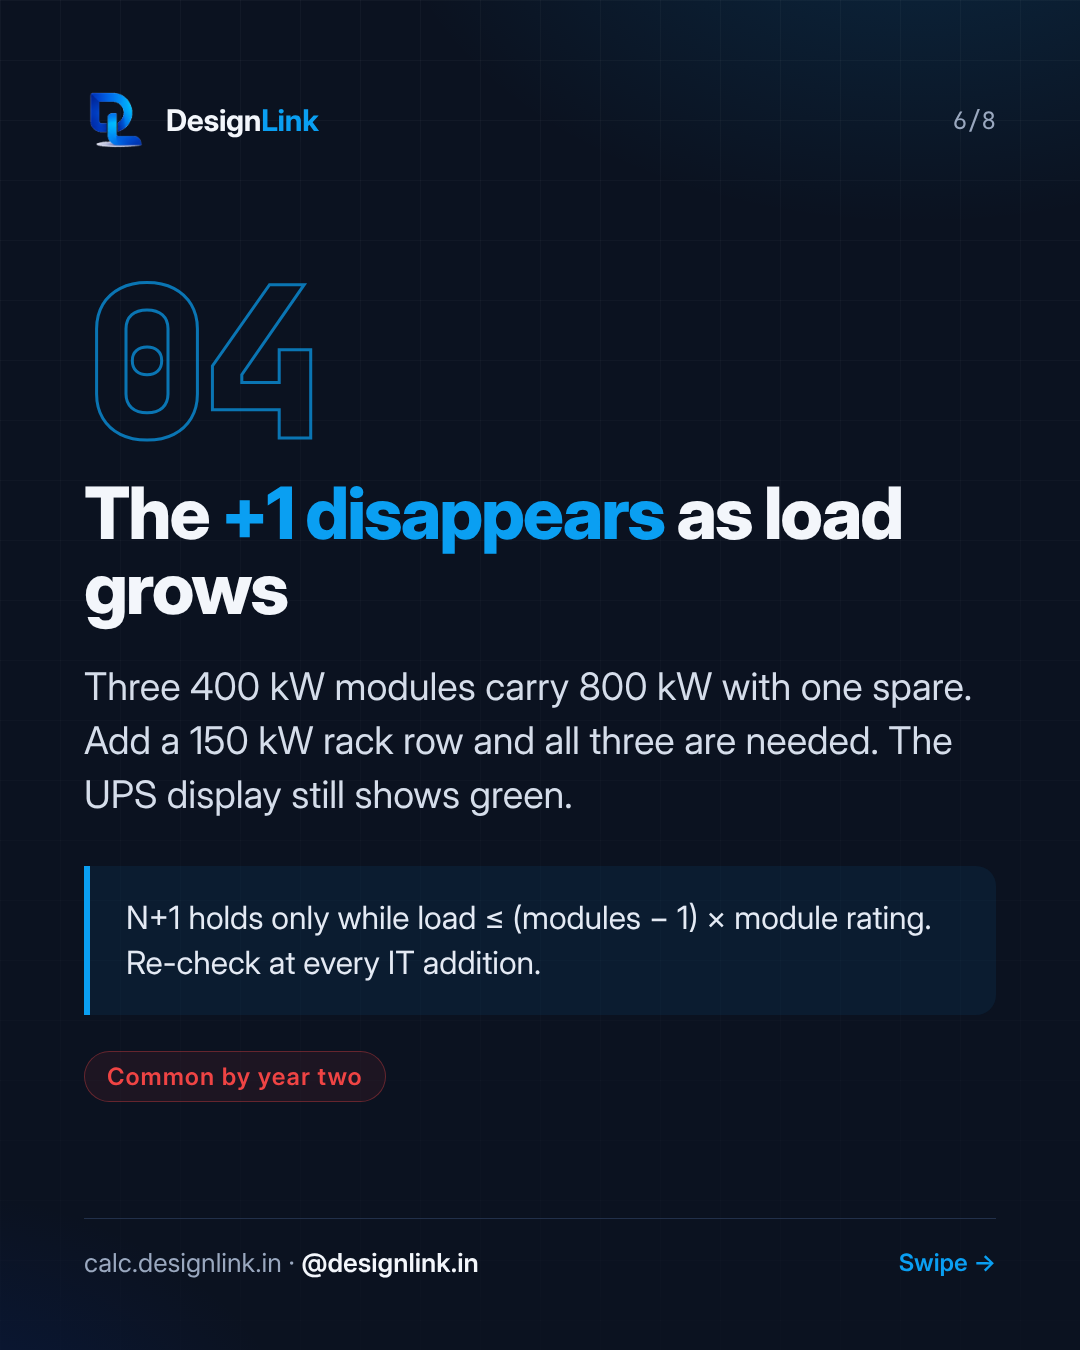 DesignLink
6/8
04
The +1 disappears as load
grows
Three 400 kW modules carry 800 kW with one spare.
Add a 150 kW rack row and all three are needed. The
UPS display still shows green.
N+1 holds only while load ≤ (modules − 1) × module rating.
Re-check at every IT addition.
Common by year two
calc.designlink.in · @designlink.in
Swipe →